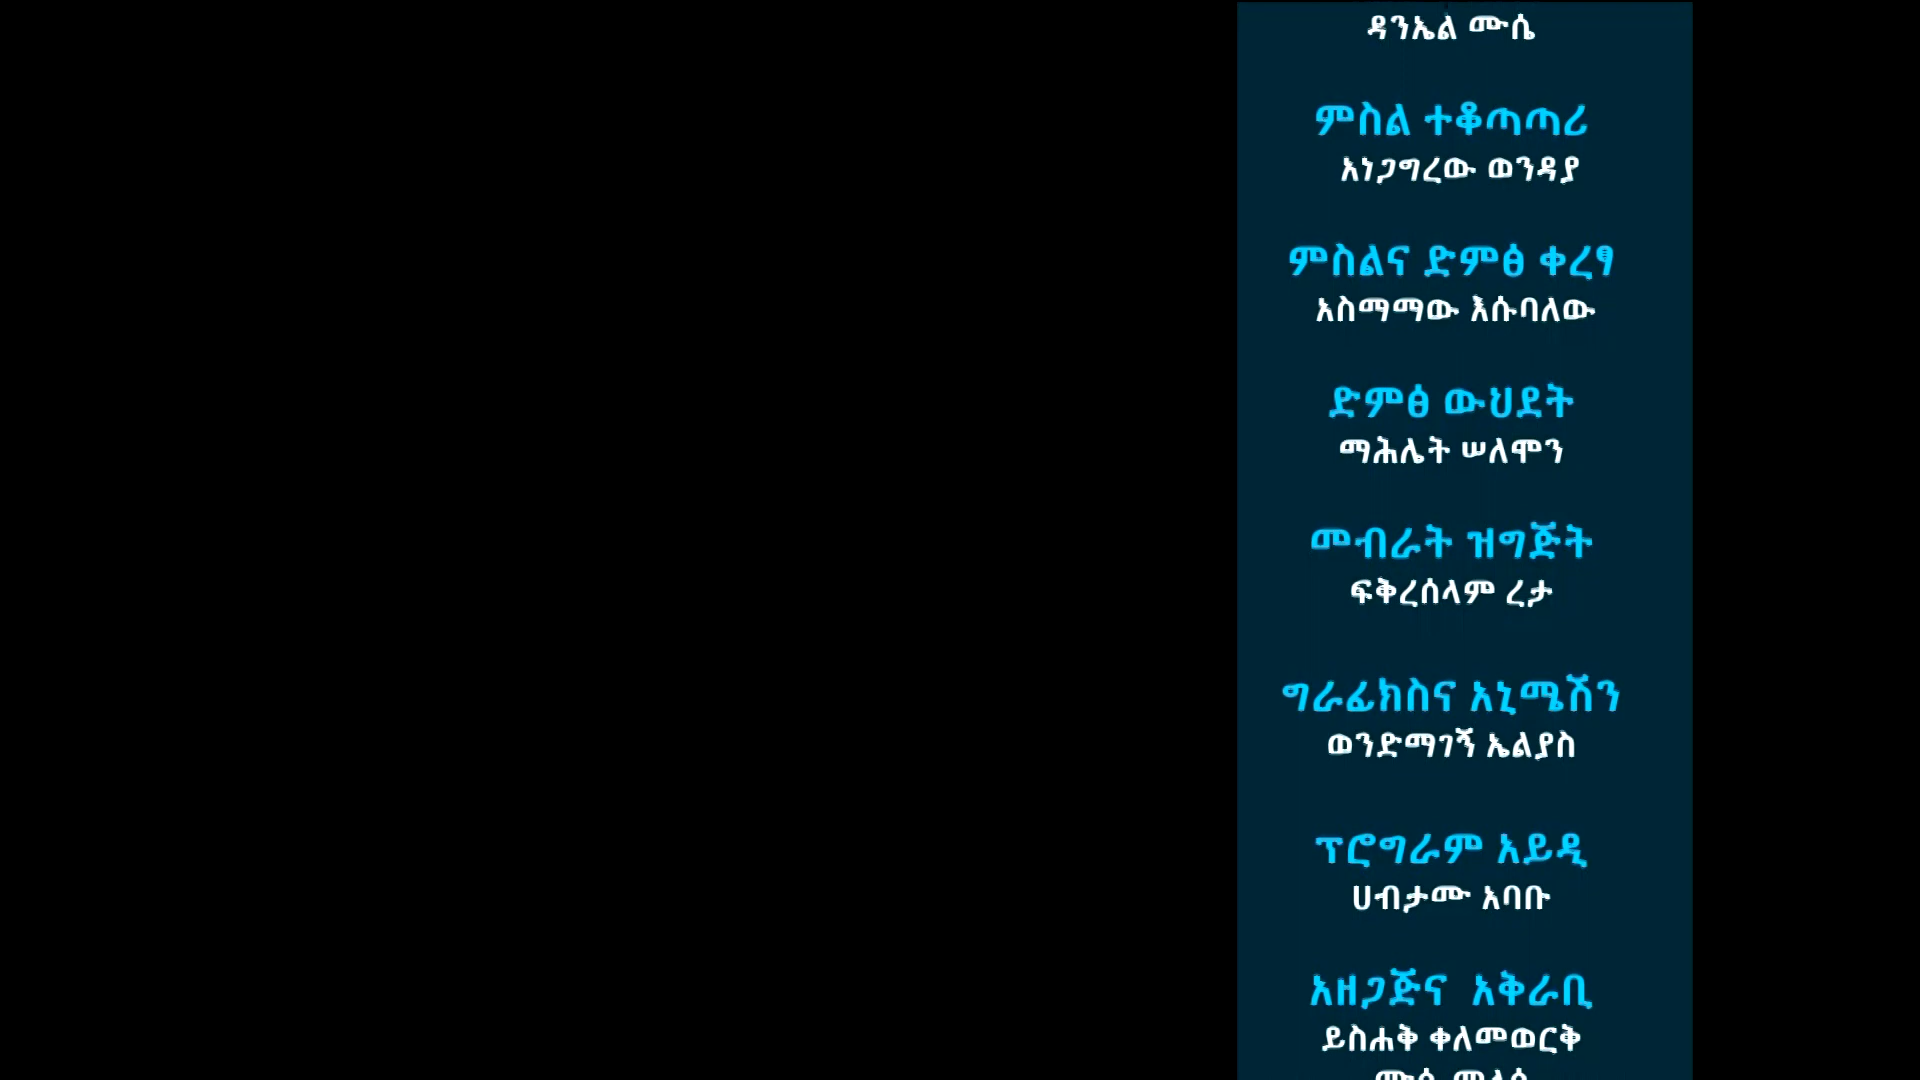 ዳንኤል ሙሴ
ምስል ተቆጣጣሪ
አነጋግረው ወንዳያ
ምስልና ድምፅ ቀረፃ
አስማማው እሱባለው
ድምፅ ውህደት
ማሕሌት ሠለሞን
መብራት ዝግጅት
ፍቅረሰላም ረታ
ግራፊክስና አኒሜሽን
ወንድማገኝ ኤልያስ
ፕሮግራም አይዲ
ሀብታሙ አባቡ
አዘጋጅና አቅራቢ
ይስሐቅ ቀለመወርቅ